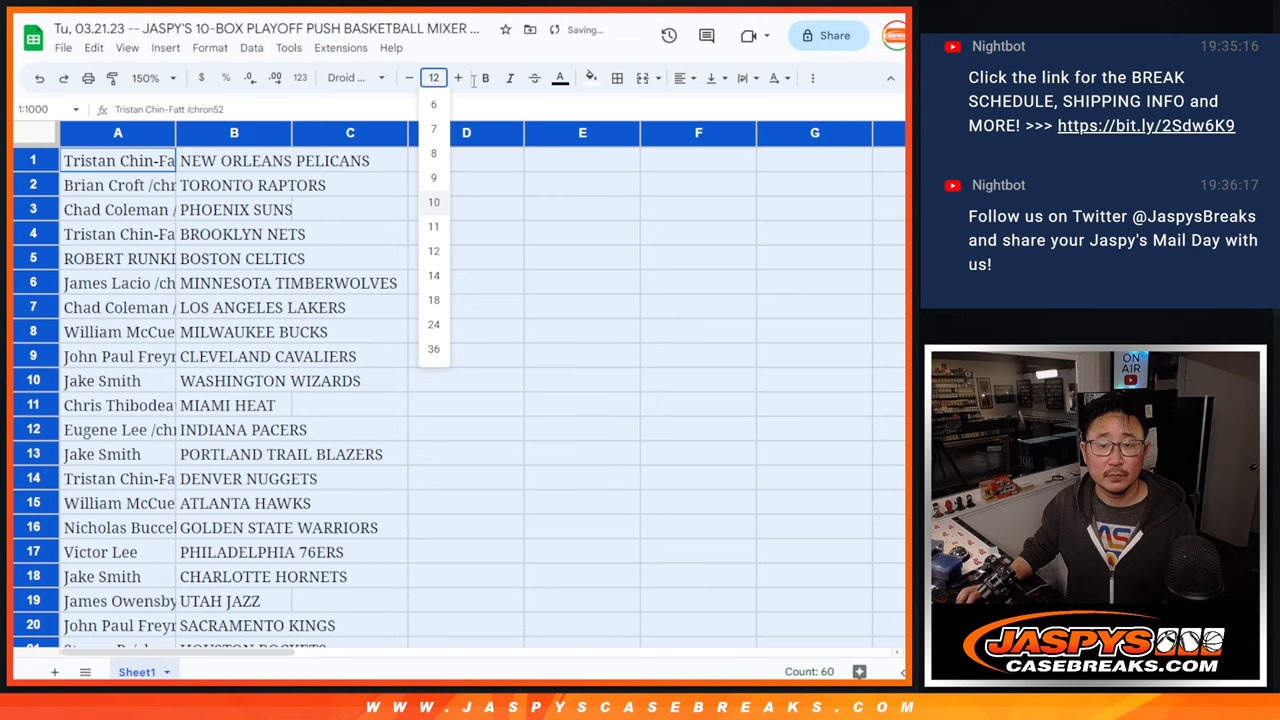 Tu, 03.21.23 -- JASPY'S 10-BOX PLAYOFF PUSH BASKETBALL MIXER ...
Saving...
Share
File Edit View Insert Format Data Tools Extensions Help
150% $ % .0 .00 123 Droid ... − 12 + B I A
1:1000 fx Tristan Chin-Fatt /chron52
6
7
8
9
10
11
12
14
18
24
36
A B C D E F G
1 Tristan Chin-Fa NEW ORLEANS PELICANS
2 Brian Croft /chr TORONTO RAPTORS
3 Chad Coleman / PHOENIX SUNS
4 Tristan Chin-Fa BROOKLYN NETS
5 ROBERT RUNKI BOSTON CELTICS
6 James Lacio /ch MINNESOTA TIMBERWOLVES
7 Chad Coleman / LOS ANGELES LAKERS
8 William McCue MILWAUKEE BUCKS
9 John Paul Freyn CLEVELAND CAVALIERS
10 Jake Smith WASHINGTON WIZARDS
11 Chris Thibodeau MIAMI HEAT
12 Eugene Lee /chr INDIANA PACERS
13 Jake Smith PORTLAND TRAIL BLAZERS
14 Tristan Chin-Fa DENVER NUGGETS
15 William McCue ATLANTA HAWKS
16 Nicholas Buccel GOLDEN STATE WARRIORS
17 Victor Lee PHILADELPHIA 76ERS
18 Jake Smith CHARLOTTE HORNETS
19 James Owensby UTAH JAZZ
20 John Paul Freyn SACRAMENTO KINGS
Sheet1
Count: 60
Nightbot 19:35:16
Click the link for the BREAK
SCHEDULE, SHIPPING INFO and
MORE! >>> https://bit.ly/2Sdw6K9
Nightbot 19:36:17
Follow us on Twitter @JaspysBreaks
and share your Jaspy's Mail Day with
us!
ON
AIR
JASPYS
CASEBREAKS.COM
WWW.JASPYSCASEBREAKS.COM